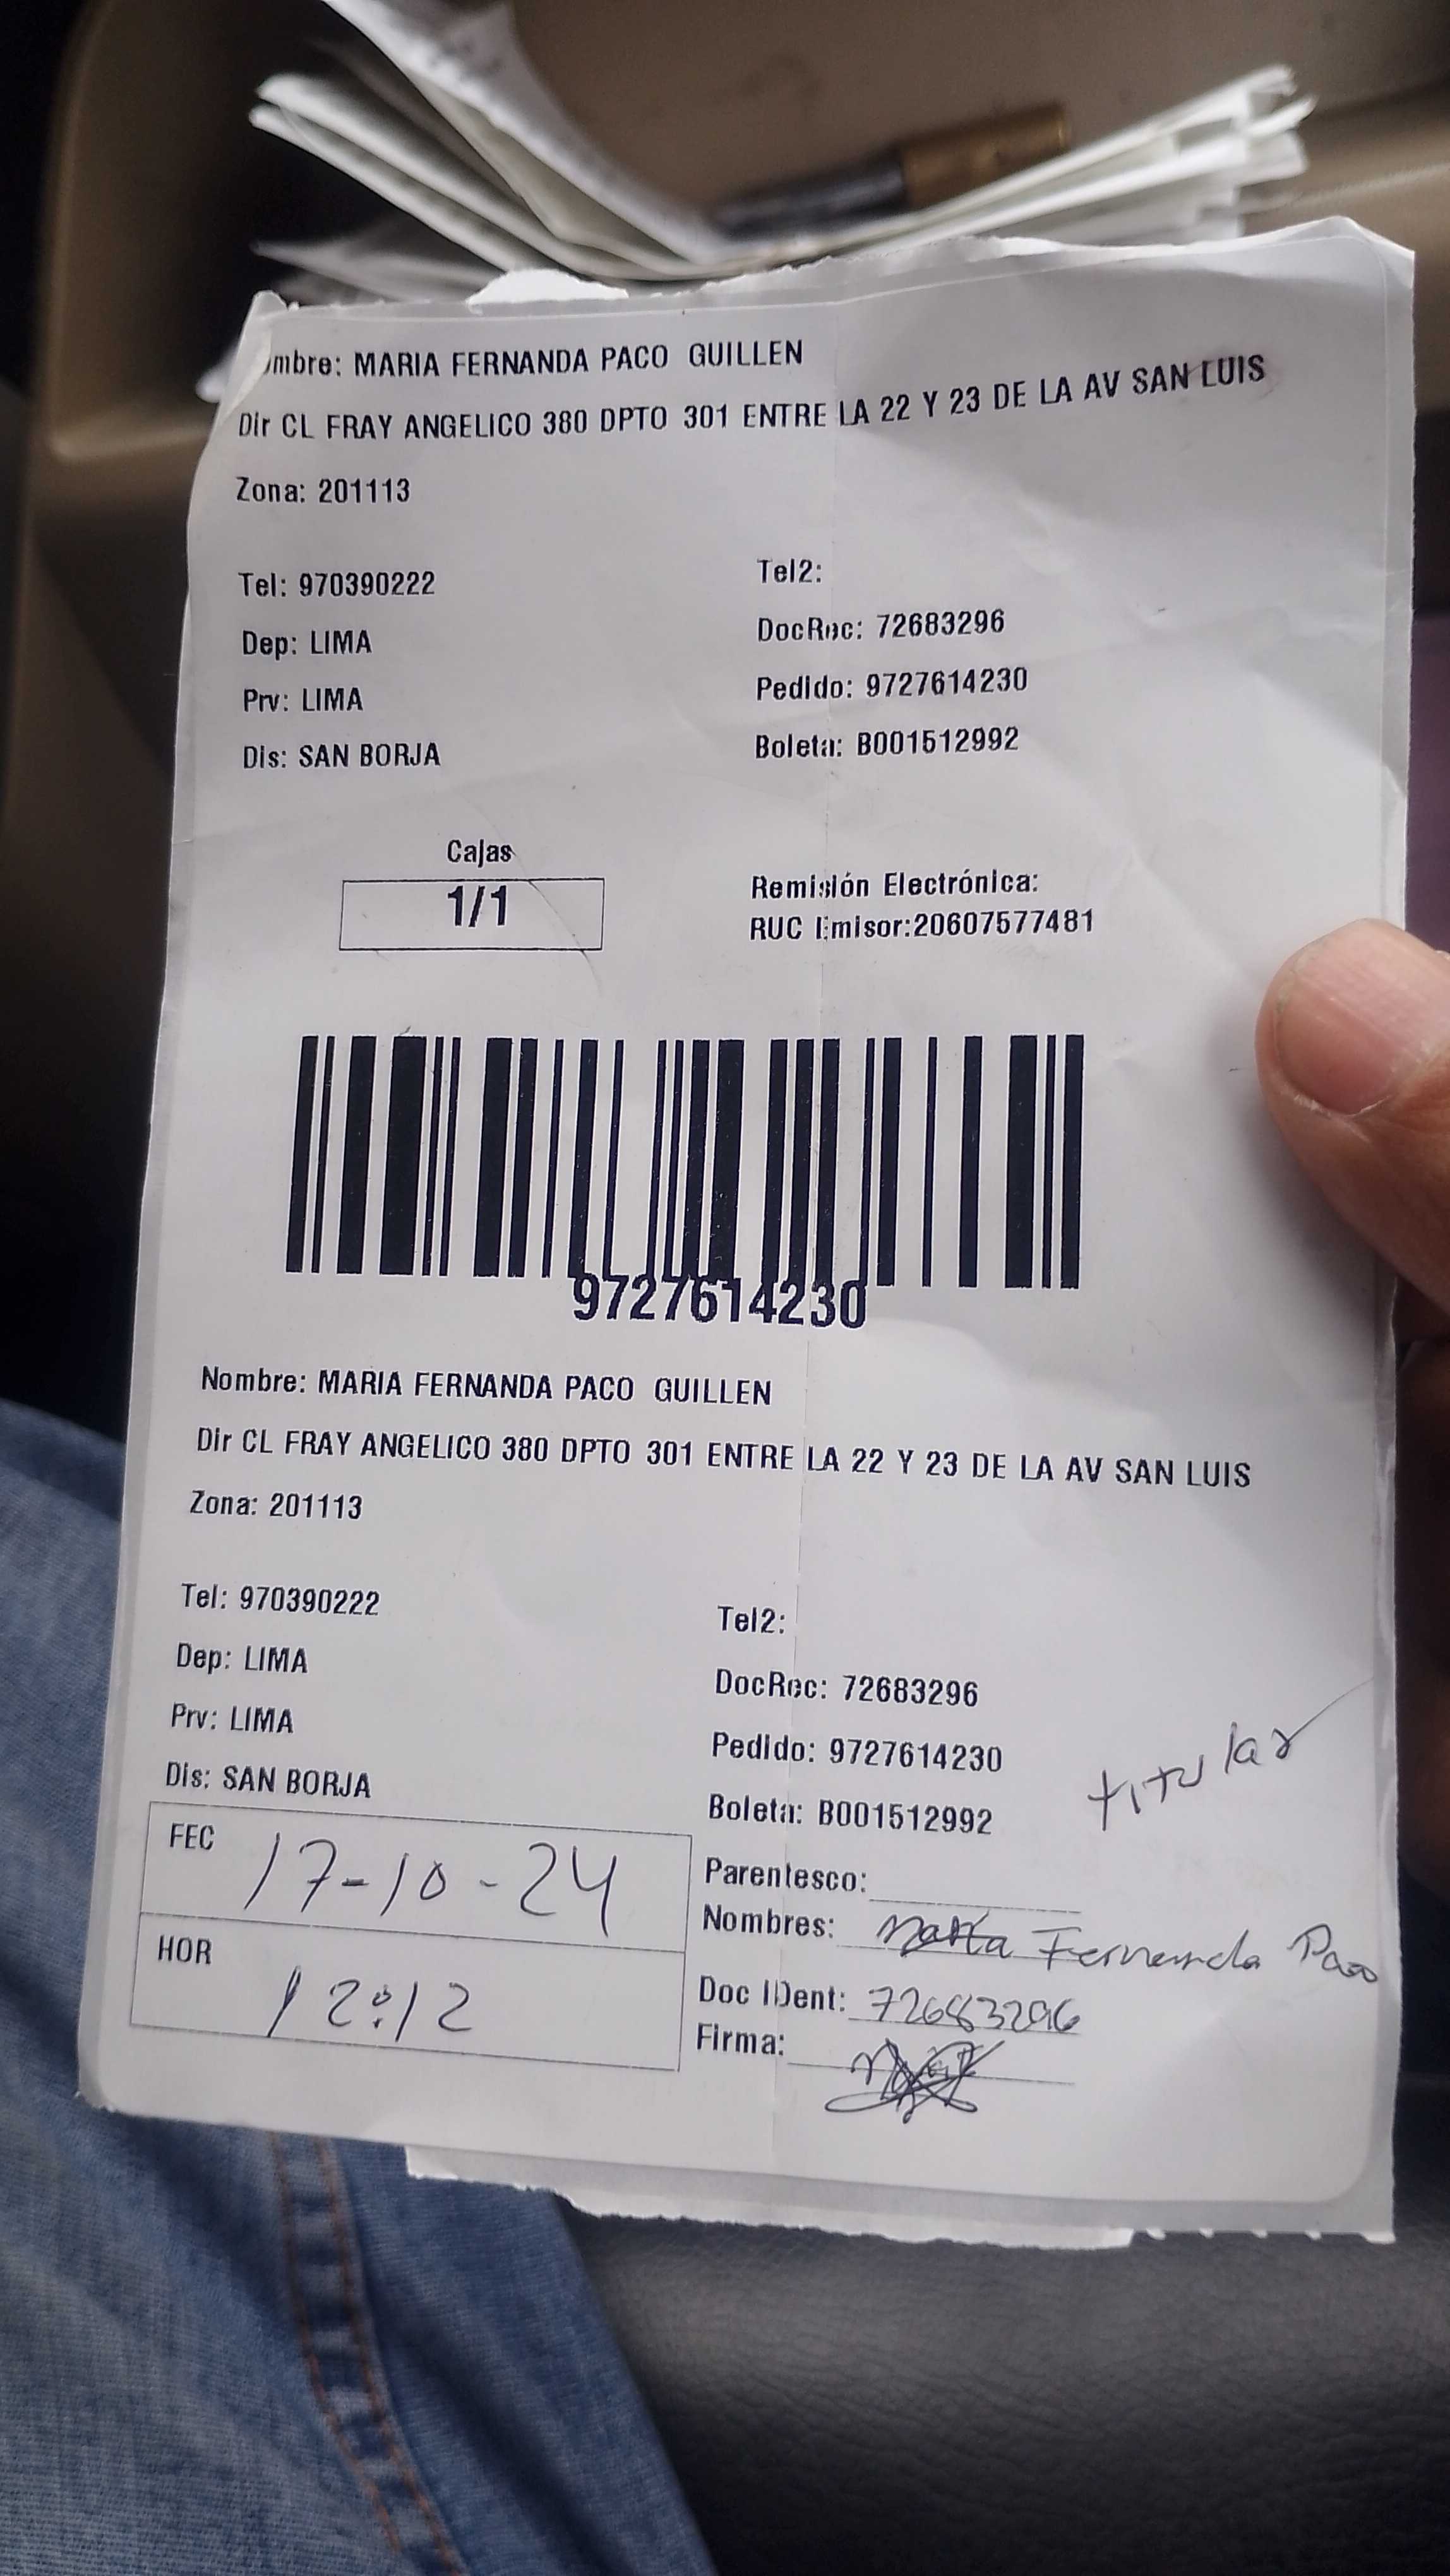 mbre: MARIA FERNANDA PACO GUILLEN
Dir CL FRAY ANGELICO 380 DPTO 301 ENTRE LA 22 Y 23 DE LA AV SAN LUIS
Zona: 201113
Tel: 970390222 Tel2:
Dep: LIMA DocRec: 72683296
Prv: LIMA Pedido: 9727614230
Dis: SAN BORJA Boleta: B001512992
Cajas
1/1
Remisión Electrónica:
RUC Emisor:20607577481
9727614230
Nombre: MARIA FERNANDA PACO GUILLEN
Dir CL FRAY ANGELICO 380 DPTO 301 ENTRE LA 22 Y 23 DE LA AV SAN LUIS
Zona: 201113
Tel: 970390222 Tel2:
Dep: LIMA DocRec: 72683296
Prv: LIMA Pedido: 9727614230
Dis: SAN BORJA Boleta: B001512992
titular
FEC 17-10-24
HOR 12:12
Parentesco:
Nombres: Maria Fernanda Paco
Doc IDent: 72683296
Firma: